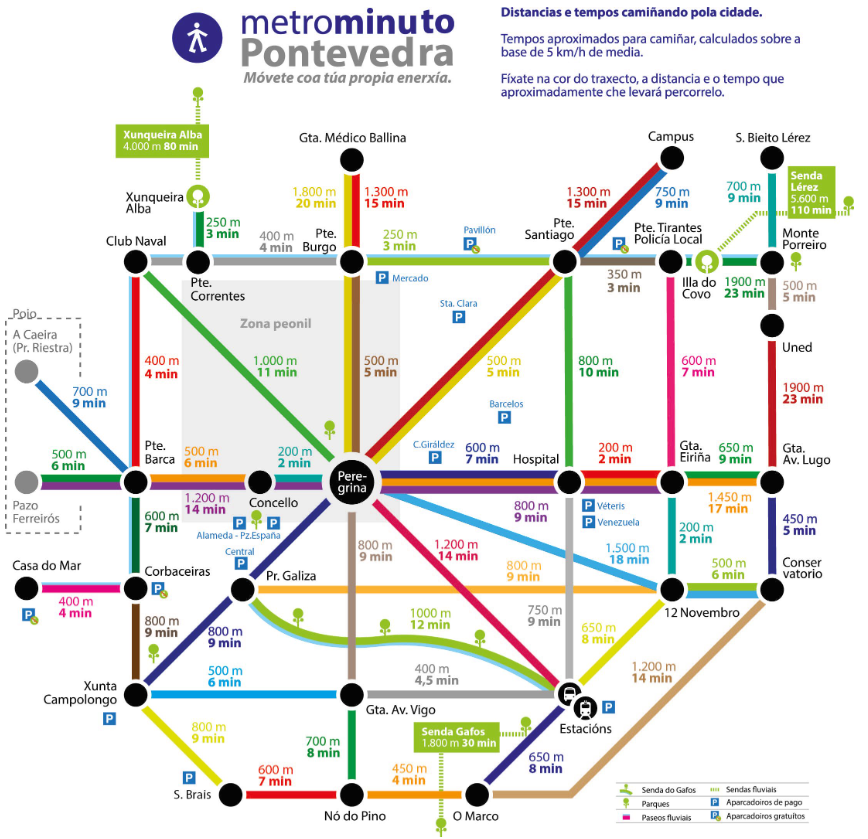 metrominuto
Pontevedra
Móvete coa túa propia enerxía.
Distancias e tempos camiñando pola cidade.
Tempos aproximados para camiñar, calculados sobre a
base de 5 km/h de media.
Fíxate na cor do traxecto, a distancia e o tempo que
aproximadamente che levará percorrelo.
Xunqueira Alba
4.000 m 80 min
Gta. Médico Ballina
Campus
S. Bieito Lérez
Xunqueira
Alba
1.800 m
20 min
1.300 m
15 min
1.300 m
15 min
750 m
9 min
700 m
9 min
Senda
Lérez
5.600 m
110 min
250 m
3 min
400 m
4 min
Pte.
Burgo
250 m
3 min
Pavillón
P
Pte.
Santiago
P
Pte. Tirantes
Policía Local
Monte
Porreiro
Club Naval
Pte.
Correntes
P Mercado
350 m
3 min
Illa do
Covo
1900 m
23 min
500 m
5 min
Poio
A Caeira
(Pr. Riestra)
Zona peonil
Sta. Clara
P
Uned
400 m
4 min
1.000 m
11 min
500 m
5 min
500 m
5 min
800 m
10 min
600 m
7 min
1900 m
23 min
700 m
9 min
Barcelos
P
Pte.
Barca
500 m
6 min
500 m
6 min
200 m
2 min
C.Giráldez
P
600 m
7 min
Hospital
200 m
2 min
Gta.
Eiriña
650 m
9 min
Gta.
Av. Lugo
Pere-
grina
Pazo
Ferreirós
1.200 m
14 min
Concello
800 m
9 min
P Véteris
P Venezuela
1.450 m
17 min
600 m
7 min
P P
Alameda - Pz.España
Central
P
800 m
9 min
1.200 m
14 min
1.500 m
18 min
200 m
2 min
450 m
5 min
Casa do Mar
Corbaceiras
P
Pr. Galiza
800 m
9 min
500 m
6 min
Conser
vatorio
P
400 m
4 min
12 Novembro
800 m
9 min
800 m
9 min
1000 m
12 min
750 m
9 min
650 m
8 min
1.200 m
14 min
Xunta
Campolongo
P
500 m
6 min
400 m
4,5 min
Gta. Av. Vigo
Estacións
P
800 m
9 min
700 m
8 min
Senda Gafos
1.800 m 30 min
650 m
8 min
P
S. Brais
600 m
7 min
450 m
4 min
Nó do Pino
O Marco
Senda do Gafos
Parques
Paseos fluviais
Sendas fluviais
P Aparcadoiros de pago
P Aparcadoiros gratuítos